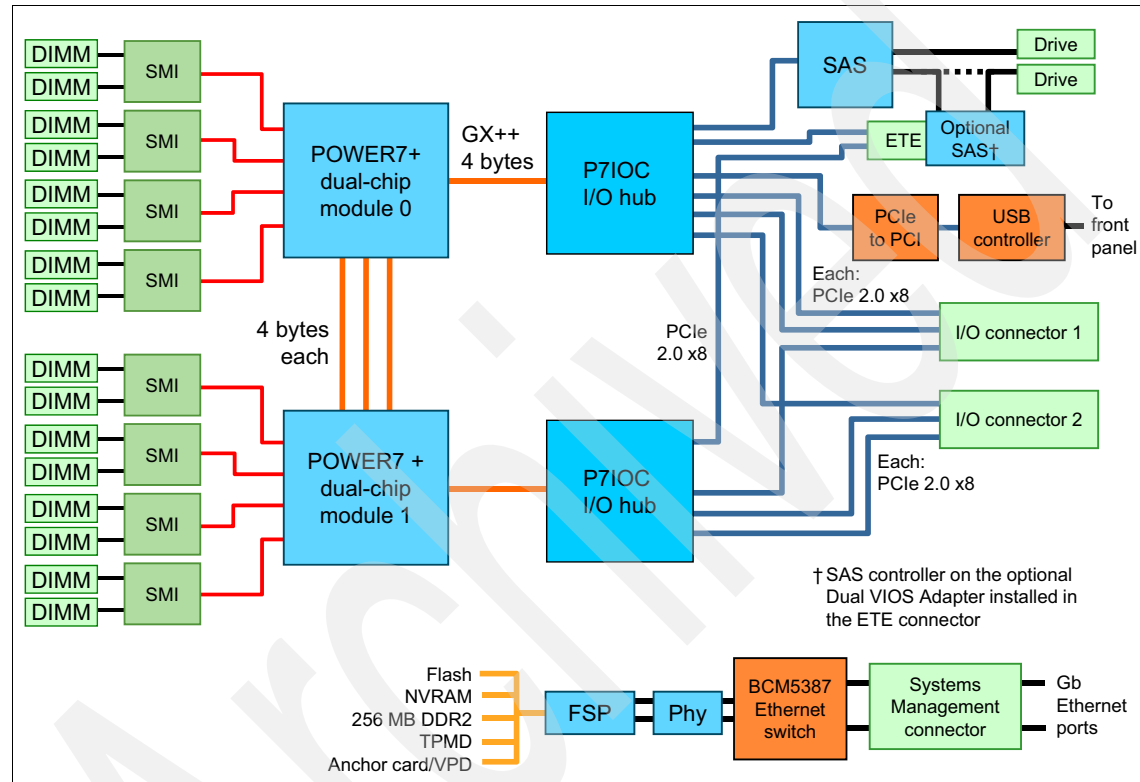 DIMM
DIMM
SMI
DIMM
DIMM
SMI
DIMM
DIMM
SMI
DIMM
DIMM
SMI
POWER7+
dual-chip
module 0
GX++
4 bytes
P7IOC
I/O hub
SAS
Drive
Drive
ETE
Optional
SAS†
PCIe
to PCI
USB
controller
To
front
panel
Each:
PCIe 2.0 x8
I/O connector 1
4 bytes
each
PCIe
2.0 x8
DIMM
DIMM
SMI
DIMM
DIMM
SMI
DIMM
DIMM
SMI
DIMM
DIMM
SMI
POWER7 +
dual-chip
module 1
P7IOC
I/O hub
I/O connector 2
Each:
PCIe 2.0 x8
† SAS controller on the optional
Dual VIOS Adapter installed in
the ETE connector
Flash
NVRAM
256 MB DDR2
TPMD
Anchor card/VPD
FSP
Phy
BCM5387
Ethernet
switch
Systems
Management
connector
Gb
Ethernet
ports
Archived